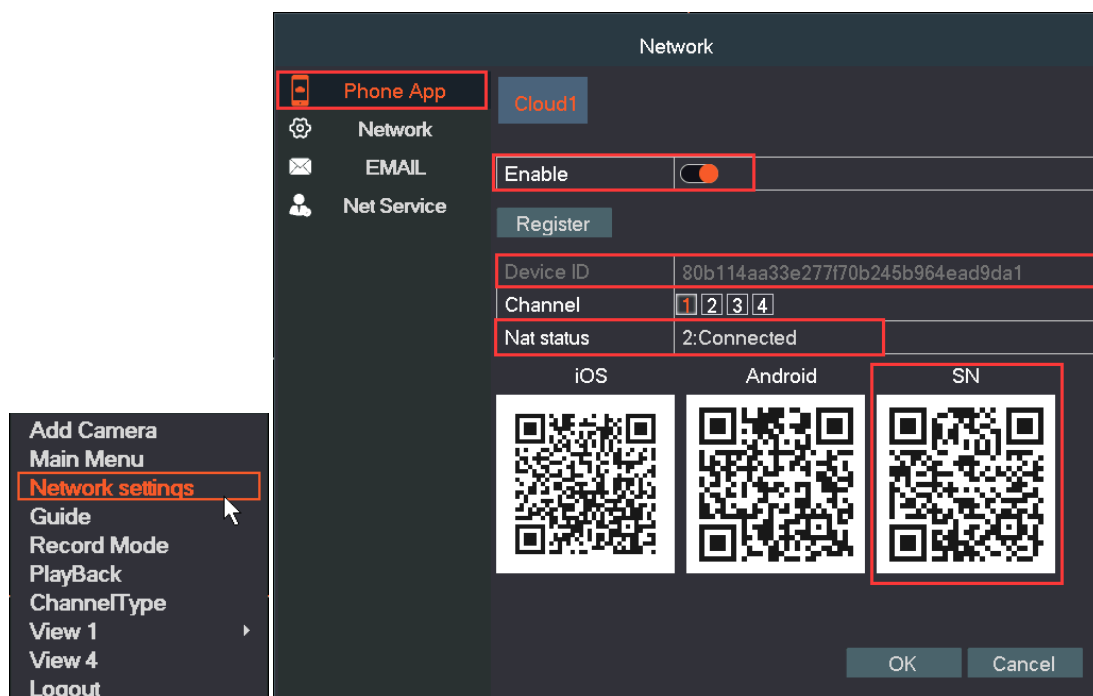 Network
Phone App
Network
EMAIL
Net Service
Cloud1
Enable
Register
Device ID 80b114aa33e277f70b245b964ead9da1
Channel 1 2 3 4
Nat status 2:Connected
iOS Android SN
OK Cancel
Add Camera
Main Menu
Network settings
Guide
Record Mode
PlayBack
ChannelType
View 1
View 4
Logout